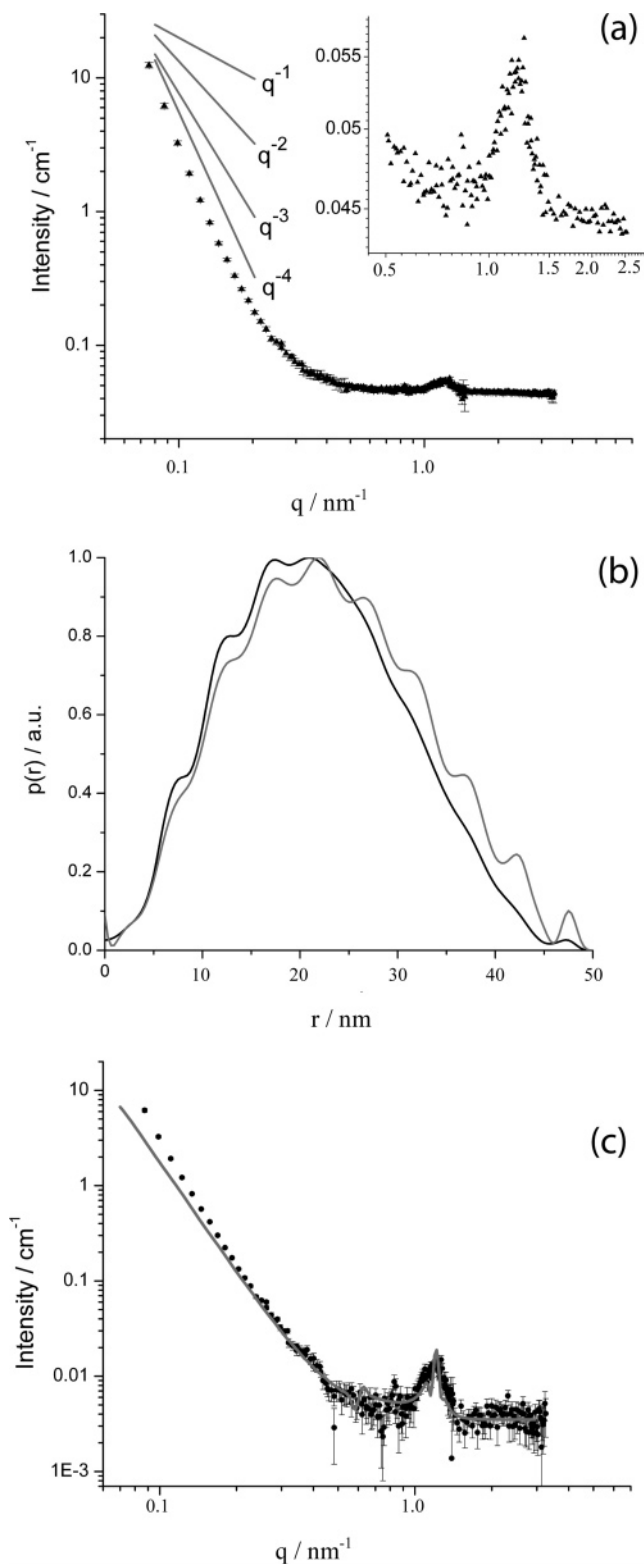 (a)
10
1
0.1
Intensity / cm⁻¹
q⁻¹
q⁻²
q⁻³
q⁻⁴
0.055
0.05
0.045
0.5 1.0 1.5 2.0 2.5
0.1 1.0
q / nm⁻¹
(b)
1.0
0.8
0.6
0.4
0.2
0.0
p(r) / a.u.
0 10 20 30 40 50
r / nm
(c)
10
1
0.1
0.01
1E-3
Intensity / cm⁻¹
0.1 1.0
q / nm⁻¹